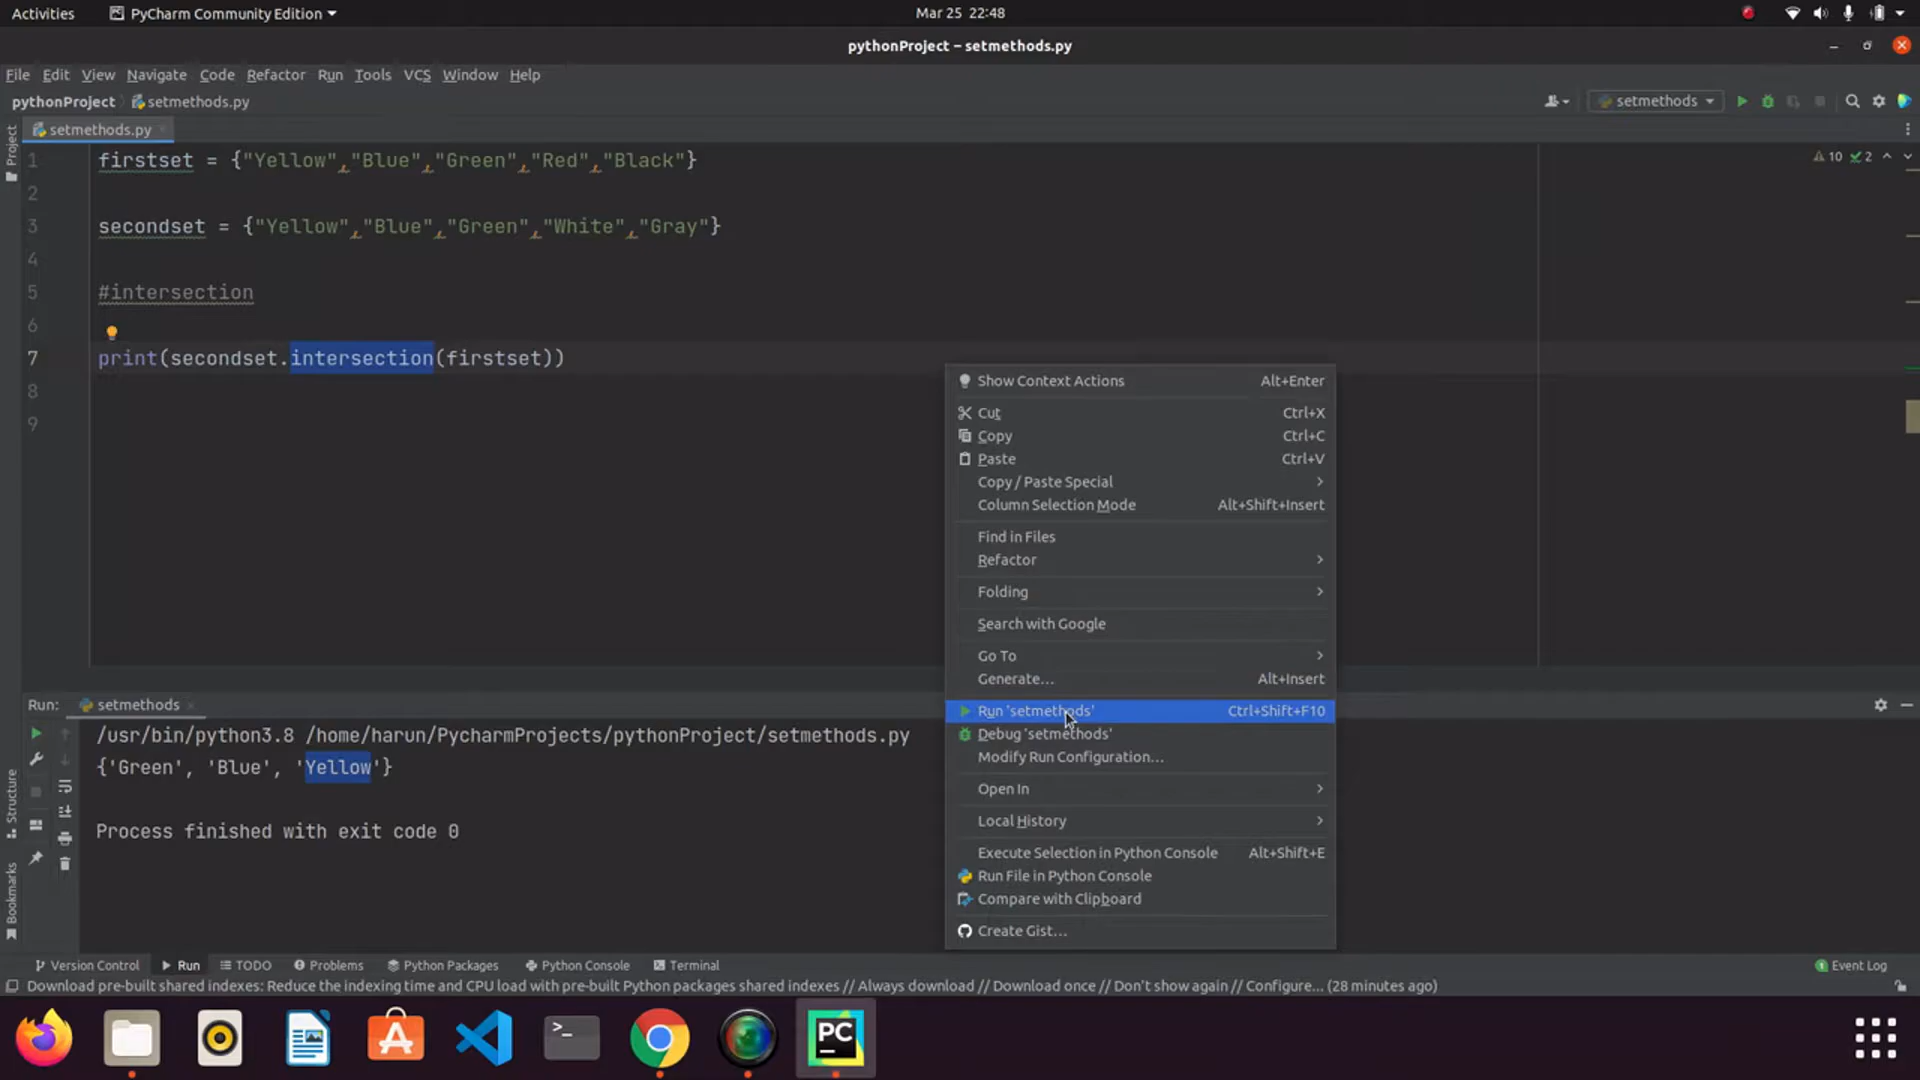 Activities PyCharm Community Edition Mar 25 22:48
pythonProject – setmethods.py
File Edit View Navigate Code Refactor Run Tools VCS Window Help
pythonProject setmethods.py setmethods
Project
setmethods.py
1 firstset = {"Yellow","Blue","Green","Red","Black"} 10 2
2
3 secondset = {"Yellow","Blue","Green","White","Gray"}
4
5 #intersection
6
7 print(secondset.intersection(firstset))
8
9
Show Context Actions Alt+Enter
Cut Ctrl+X
Copy Ctrl+C
Paste Ctrl+V
Copy / Paste Special
Column Selection Mode Alt+Shift+Insert
Find in Files
Refactor
Folding
Search with Google
Go To
Generate... Alt+Insert
Run 'setmethods' Ctrl+Shift+F10
Debug 'setmethods'
Modify Run Configuration...
Open In
Local History
Execute Selection in Python Console Alt+Shift+E
Run File in Python Console
Compare with Clipboard
Create Gist...
Run: setmethods
/usr/bin/python3.8 /home/harun/PycharmProjects/pythonProject/setmethods.py
{'Green', 'Blue', 'Yellow'}
Process finished with exit code 0
Structure
Bookmarks
Version Control Run TODO Problems Python Packages Python Console Terminal 1 Event Log
Download pre-built shared indexes: Reduce the indexing time and CPU load with pre-built Python packages shared indexes // Always download // Download once // Don't show again // Configure... (28 minutes ago)
A >_ PC